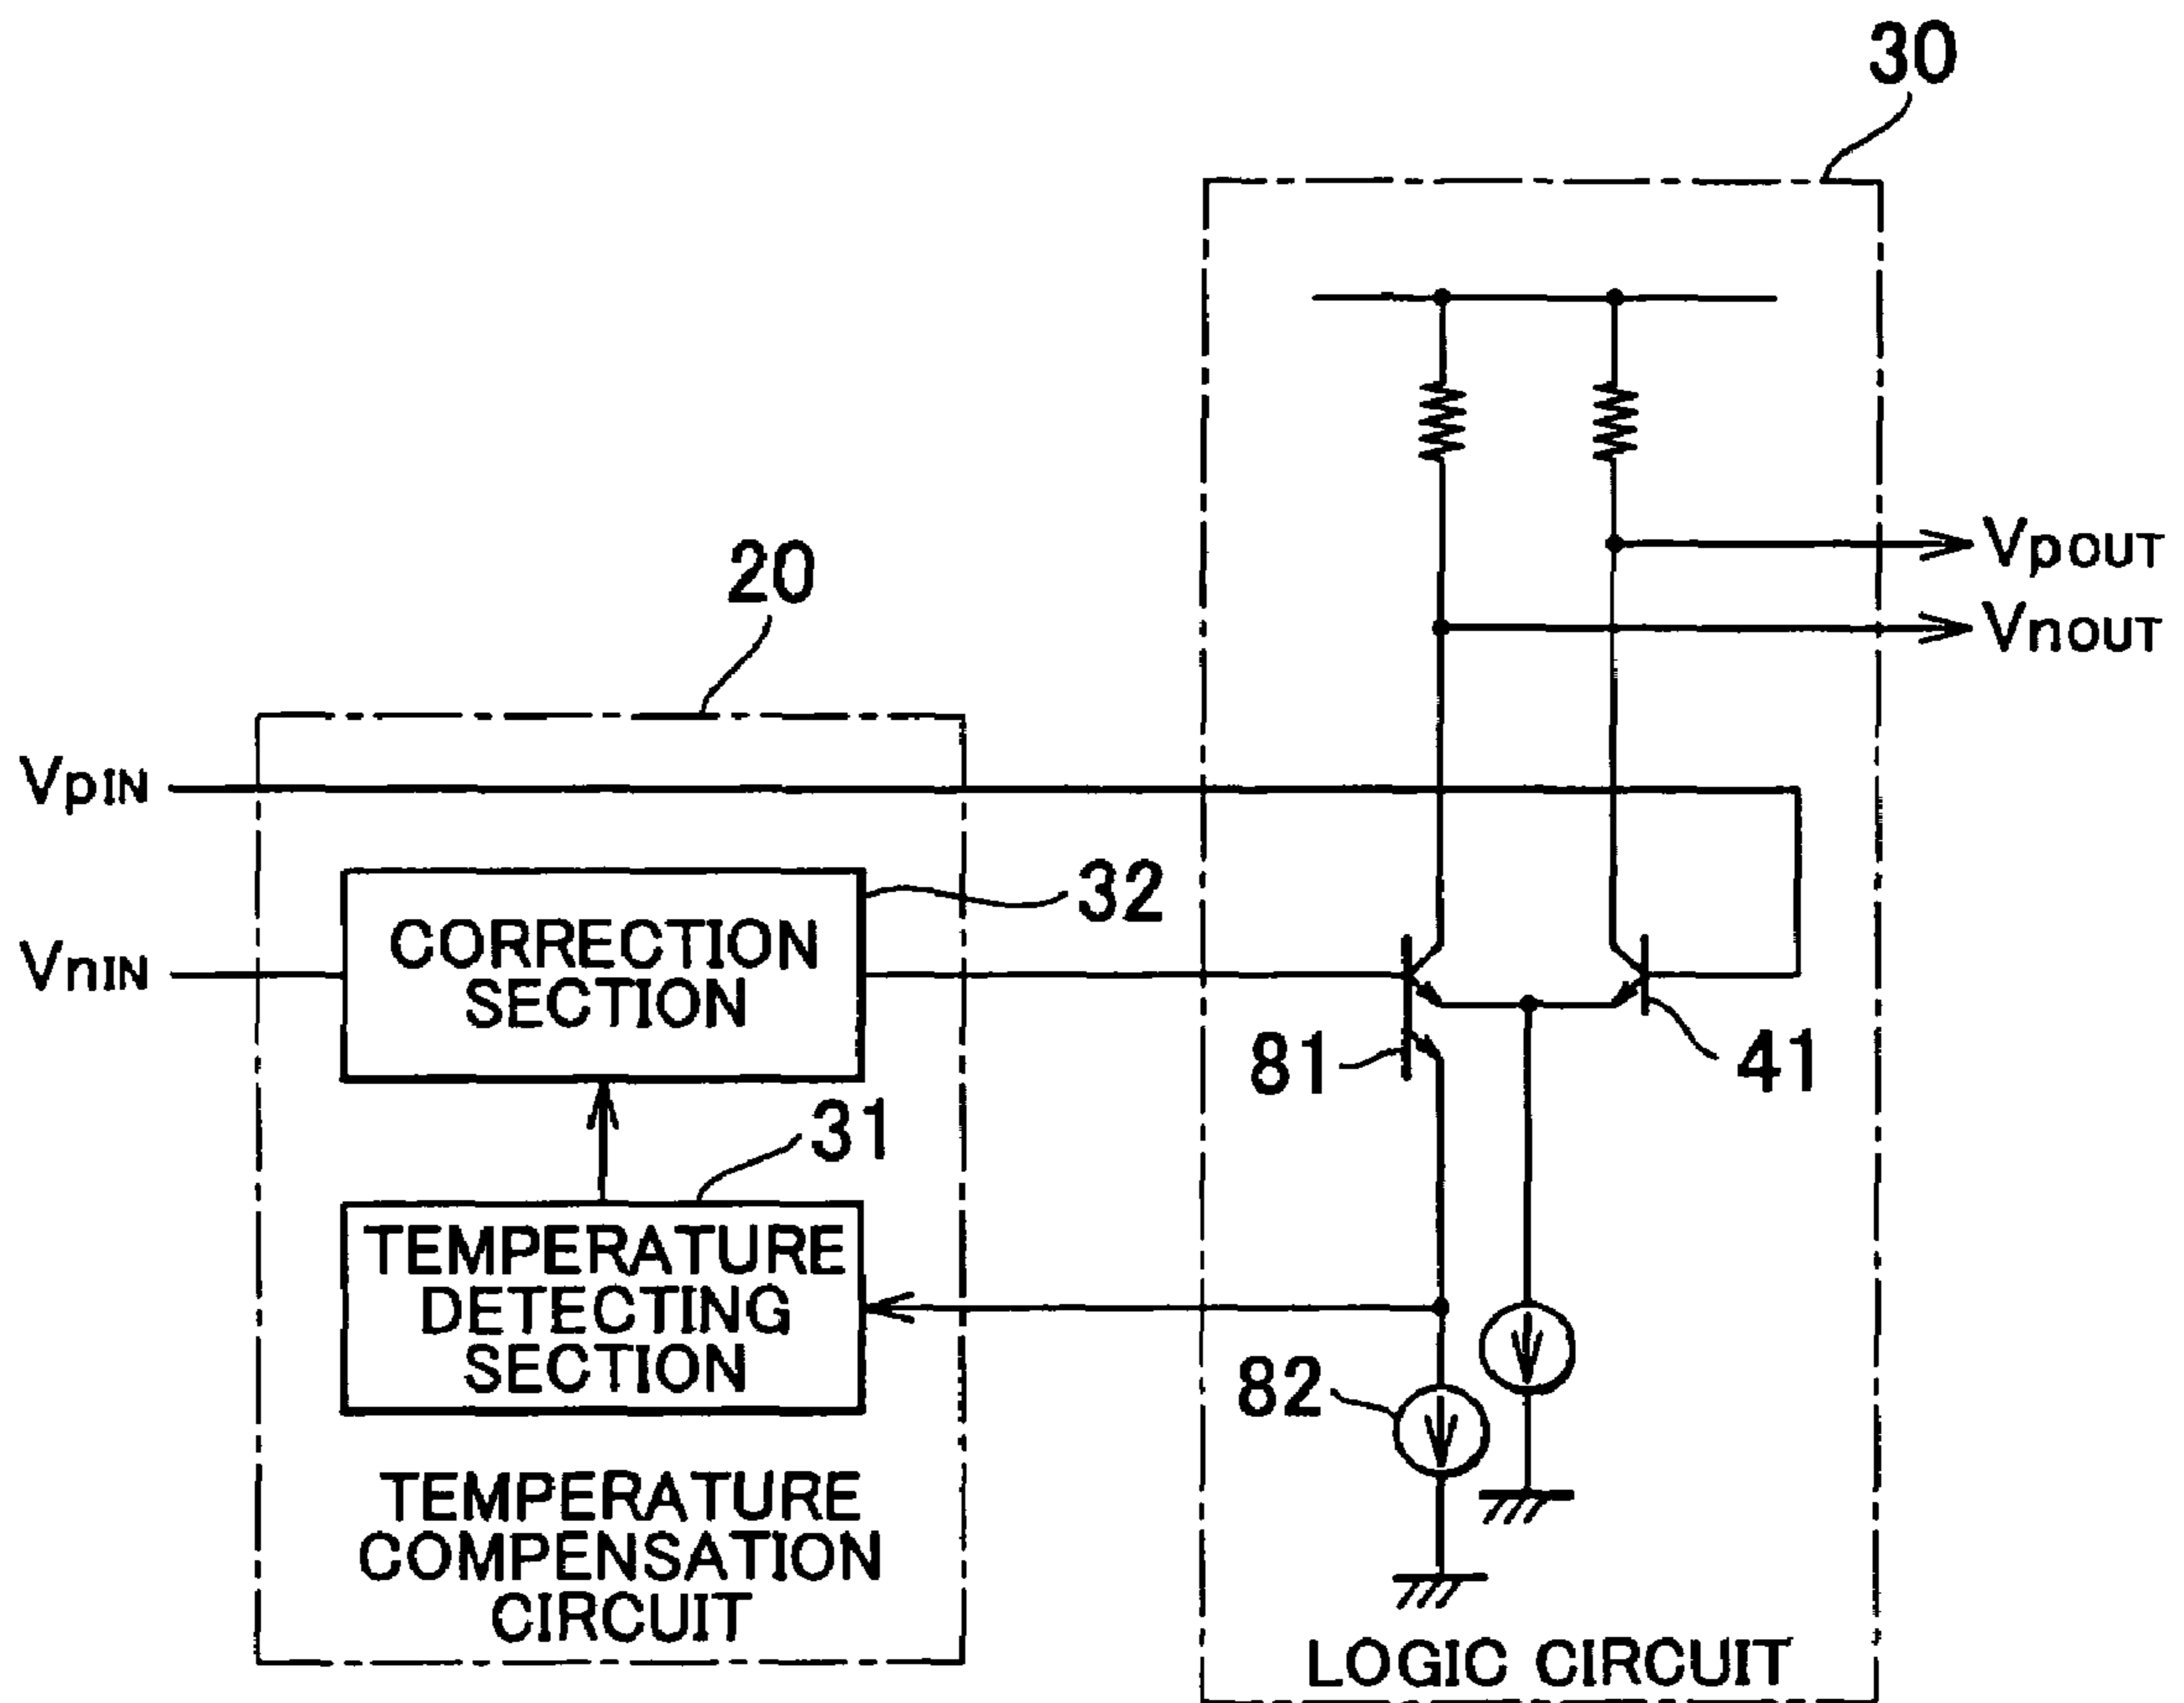 30
VpOUT
VnOUT
20
VpIN
32
CORRECTION
SECTION
VnIN
81
41
31
TEMPERATURE
DETECTING
SECTION
82
TEMPERATURE
COMPENSATION
CIRCUIT
LOGIC CIRCUIT